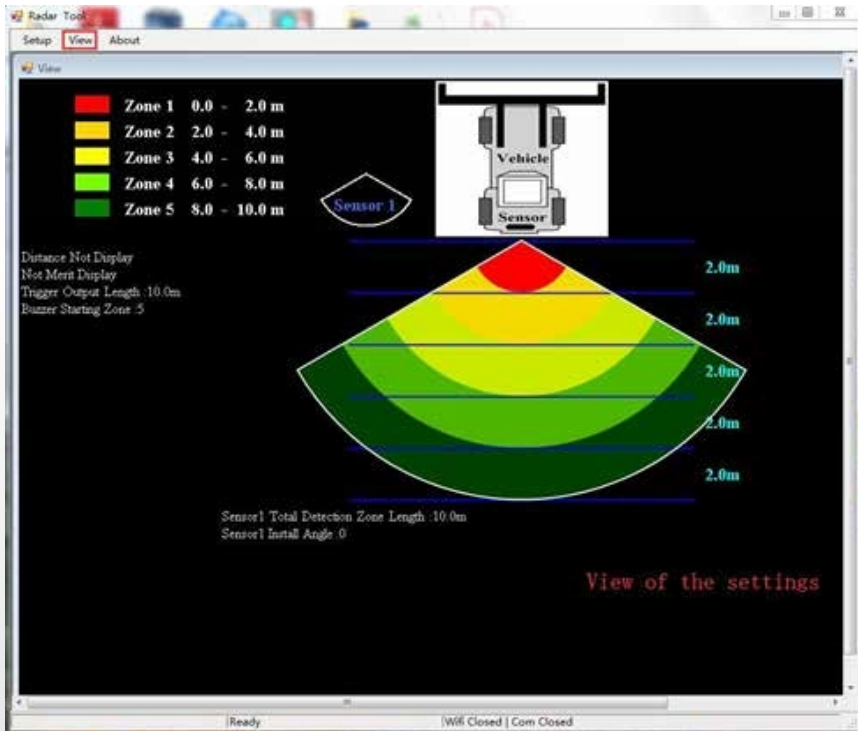 Radar Tool
Setup View About
View
Zone 1 0.0 - 2.0 m
Zone 2 2.0 - 4.0 m
Zone 3 4.0 - 6.0 m
Zone 4 6.0 - 8.0 m
Zone 5 8.0 - 10.0 m
Sensor 1
Vehicle
Sensor
Distance Not Display
Not Merit Display
Trigger Output Length :10.0m
Buzzer Starting Zone :5
2.0m
2.0m
2.0m
2.0m
2.0m
Sensor1 Total Detection Zone Length :10.0m
Sensor1 Install Angle :0
View of the settings
Ready
Wifi Closed | Com Closed